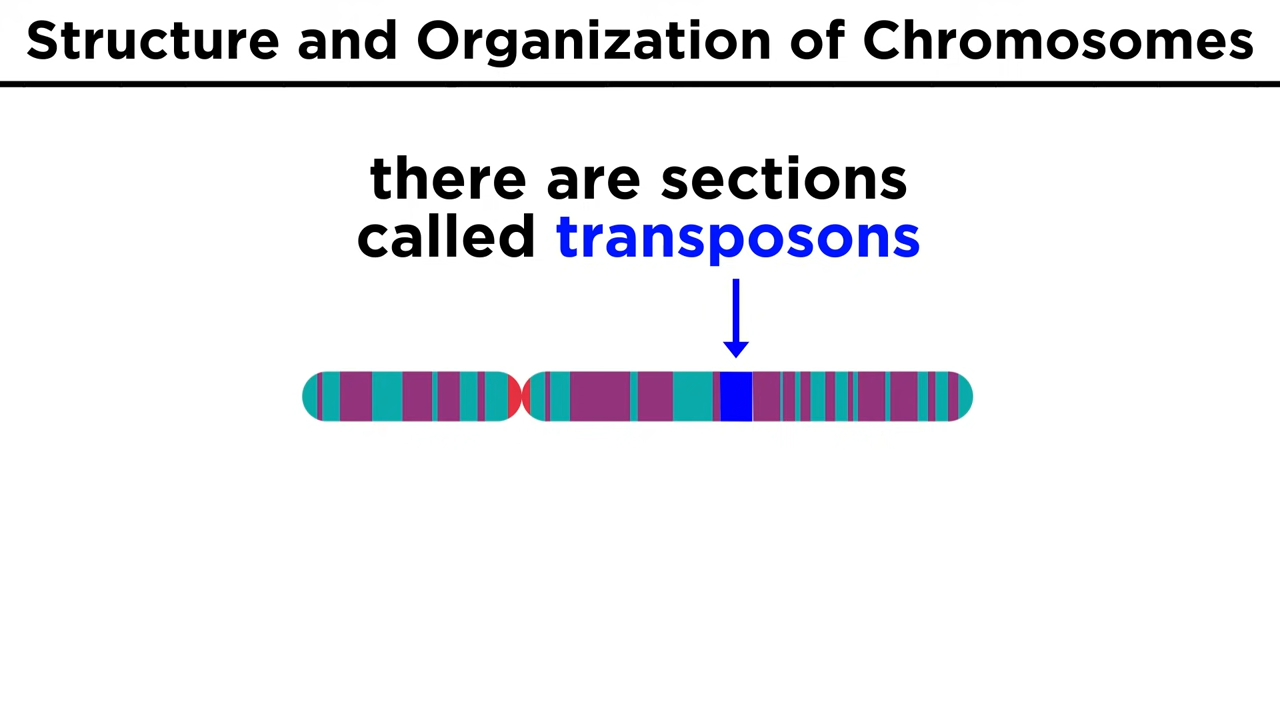 Structure and Organization of Chromosomes
there are sections
called transposons